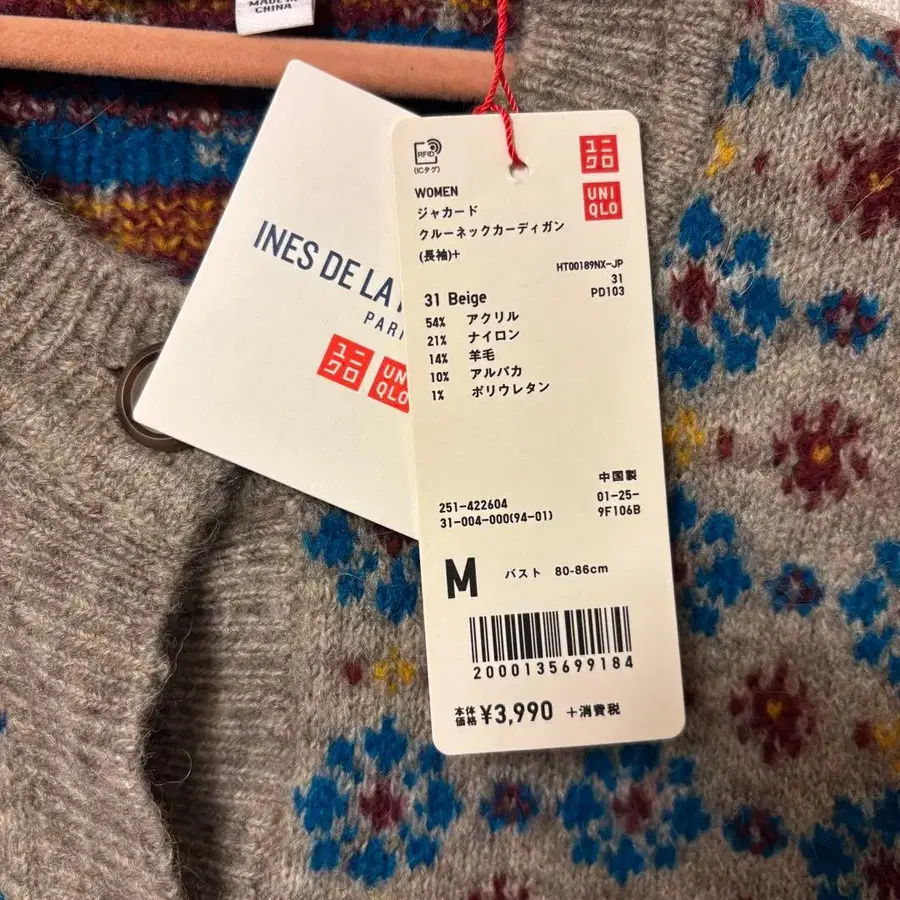 MADE IN
CHINA
INES DE LA
PARI
ユニ
クロ
UN
QLO
RFID
(ICタグ)
ユニ
クロ
UNI
QLO
WOMEN
ジャカード
クルーネックカーディガン
(長袖)+
HT00189NX-JP
31
PD103
31 Beige
54% アクリル
21% ナイロン
14% 羊毛
10% アルパカ
1% ポリウレタン
中国製
251-422604 01-25-
31-004-000(94-01) 9F106B
M バスト 80-86cm
2000135699184
本体
価格 ¥3,990 +消費税